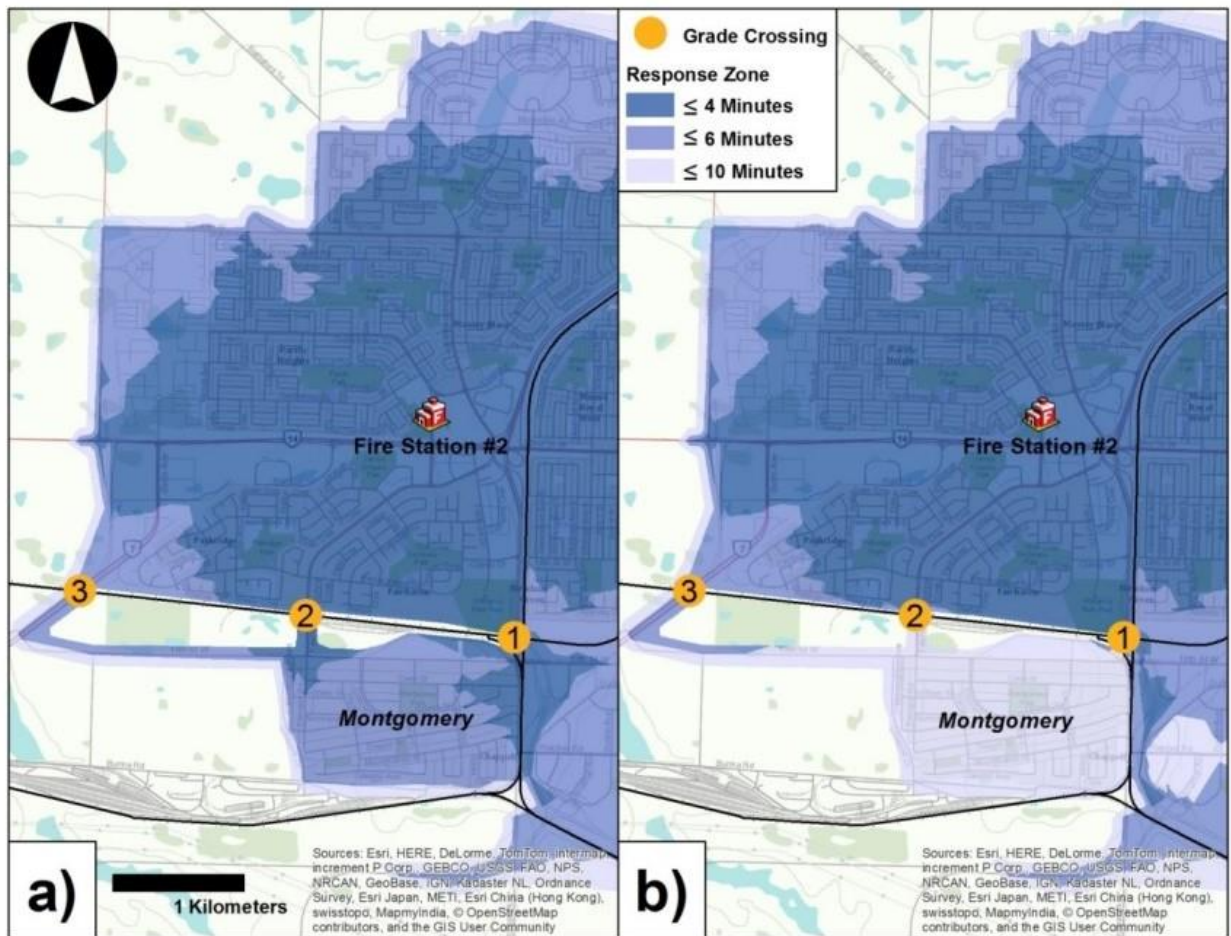 Grade Crossing
Response Zone
≤ 4 Minutes
≤ 6 Minutes
≤ 10 Minutes
Fire Station #2
14
7
3
2
1
Montgomery
a)
1 Kilometers
Sources: Esri, HERE, DeLorme, TomTom, Intermap,
increment P Corp., GEBCO, USGS, FAO, NPS,
NRCAN, GeoBase, IGN, Kadaster NL, Ordnance
Survey, Esri Japan, METI, Esri China (Hong Kong),
swisstopo, MapmyIndia, © OpenStreetMap
contributors, and the GIS User Community
Fire Station #2
14
7
3
2
1
Montgomery
b)
Sources: Esri, HERE, DeLorme, TomTom, Intermap,
increment P Corp., GEBCO, USGS, FAO, NPS,
NRCAN, GeoBase, IGN, Kadaster NL, Ordnance
Survey, Esri Japan, METI, Esri China (Hong Kong),
swisstopo, MapmyIndia, © OpenStreetMap
contributors, and the GIS User Community